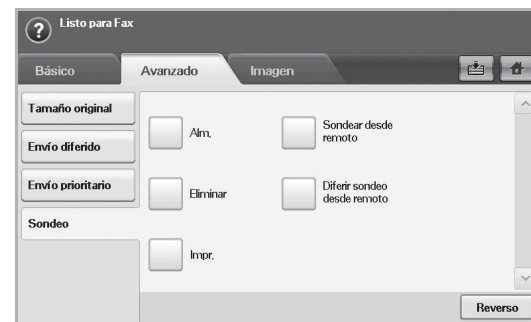 Listo para Fax
Básico
Avanzado
Imagen
Tamaño original
Envío diferido
Envío prioritario
Sondeo
Alm.
Sondear desde
remoto
Eliminar
Diferir sondeo
desde remoto
Impr.
Reverso